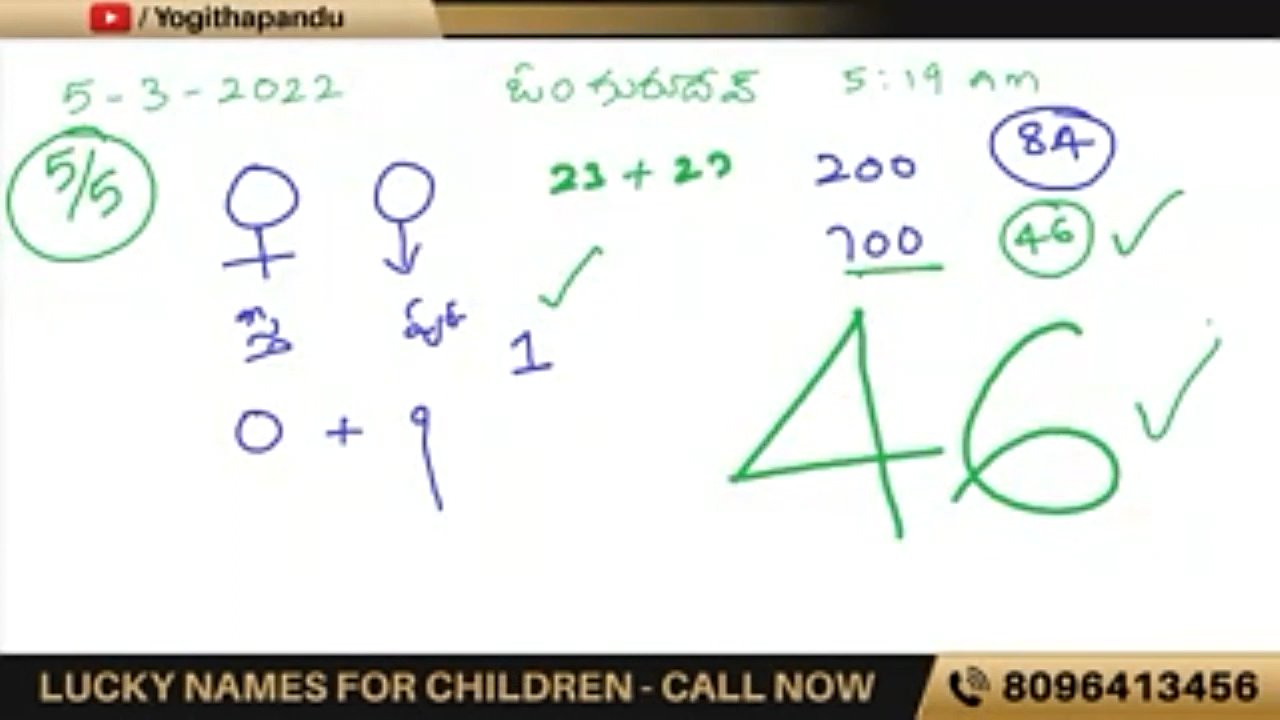 / Yogithapandu
5-3-2022 ఓం గురుదేవ్ 5:19 AM
5/5 23 + 23 200 84
700 46
స్త్రీ 1
46
0 + 9
LUCKY NAMES FOR CHILDREN - CALL NOW 8096413456